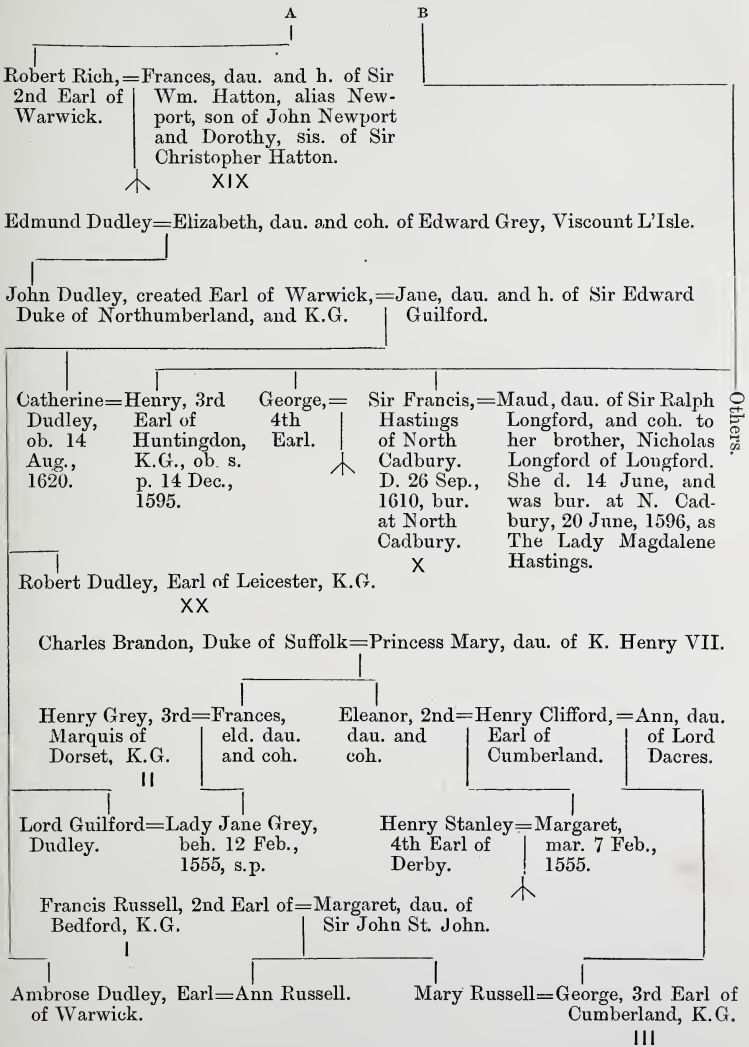 A B
Robert Rich,=Frances, dau. and h. of Sir
2nd Earl of Wm. Hatton, alias New-
Warwick. port, son of John Newport
and Dorothy, sis. of Sir
Christopher Hatton.
XIX
Edmund Dudley=Elizabeth, dau. and coh. of Edward Grey, Viscount L'Isle.
John Dudley, created Earl of Warwick,=Jane, dau. and h. of Sir Edward
Duke of Northumberland, and K.G. Guilford.
Catherine=Henry, 3rd
Dudley, Earl of
ob. 14 Huntingdon,
Aug., K.G., ob. s.
1620. p. 14 Dec.,
1595.
George,=
4th
Earl.
Sir Francis,=Maud, dau. of Sir Ralph
Hastings Longford, and coh. to
of North her brother, Nicholas
Cadbury. Longford of Longford.
D. 26 Sep., She d. 14 June, and
1610, bur. was bur. at N. Cad-
at North bury, 20 June, 1596, as
Cadbury. The Lady Magdalene
X Hastings.
Others.
Robert Dudley, Earl of Leicester, K.G.
XX
Charles Brandon, Duke of Suffolk=Princess Mary, dau. of K. Henry VII.
Henry Grey, 3rd=Frances,
Marquis of eld. dau.
Dorset, K.G. and coh.
II
Eleanor, 2nd=Henry Clifford,=Ann, dau.
dau. and Earl of of Lord
coh. Cumberland. Dacres.
Lord Guilford=Lady Jane Grey,
Dudley. beh. 12 Feb.,
1555, s.p.
Henry Stanley=Margaret,
4th Earl of mar. 7 Feb.,
Derby. 1555.
Francis Russell, 2nd Earl of=Margaret, dau. of
Bedford, K.G. Sir John St. John.
I
Ambrose Dudley, Earl=Ann Russell.
of Warwick.
Mary Russell=George, 3rd Earl of
Cumberland, K.G.
III